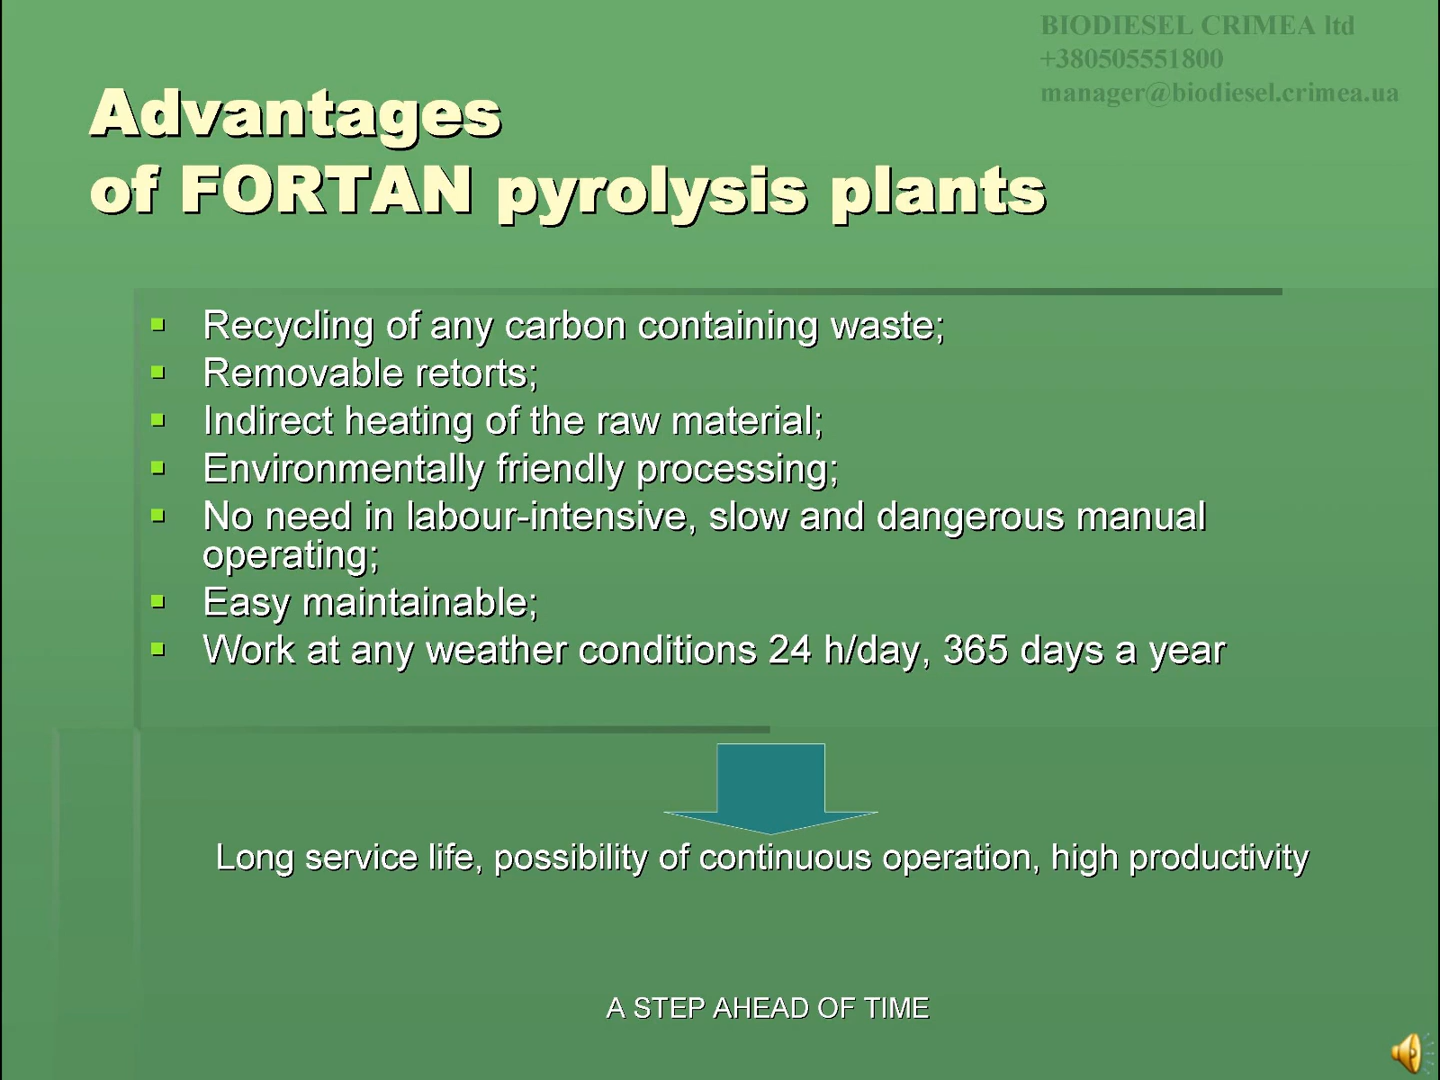 BIODIESEL CRIMEA ltd
+380505551800
manager@biodiesel.crimea.ua
Advantages
of FORTAN pyrolysis plants
Recycling of any carbon containing waste;
Removable retorts;
Indirect heating of the raw material;
Environmentally friendly processing;
No need in labour-intensive, slow and dangerous manual
operating;
Easy maintainable;
Work at any weather conditions 24 h/day, 365 days a year
Long service life, possibility of continuous operation, high productivity
A STEP AHEAD OF TIME